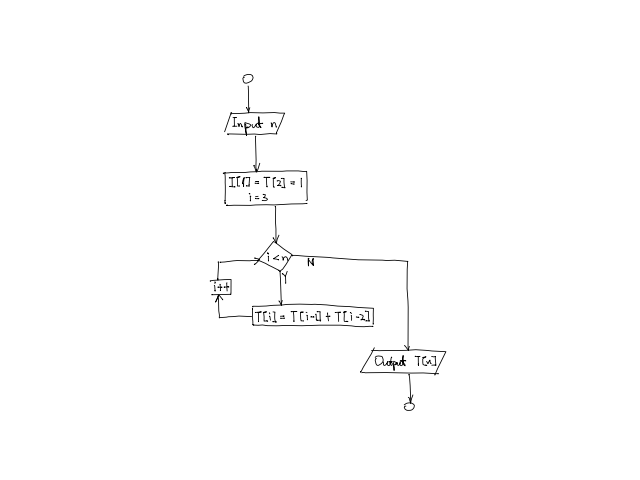 Input n
I[1] = T[2] = 1
i = 3
i < n
N
Y
i++
T[i] = T[i-1] + T[i-2]
Output T[n]